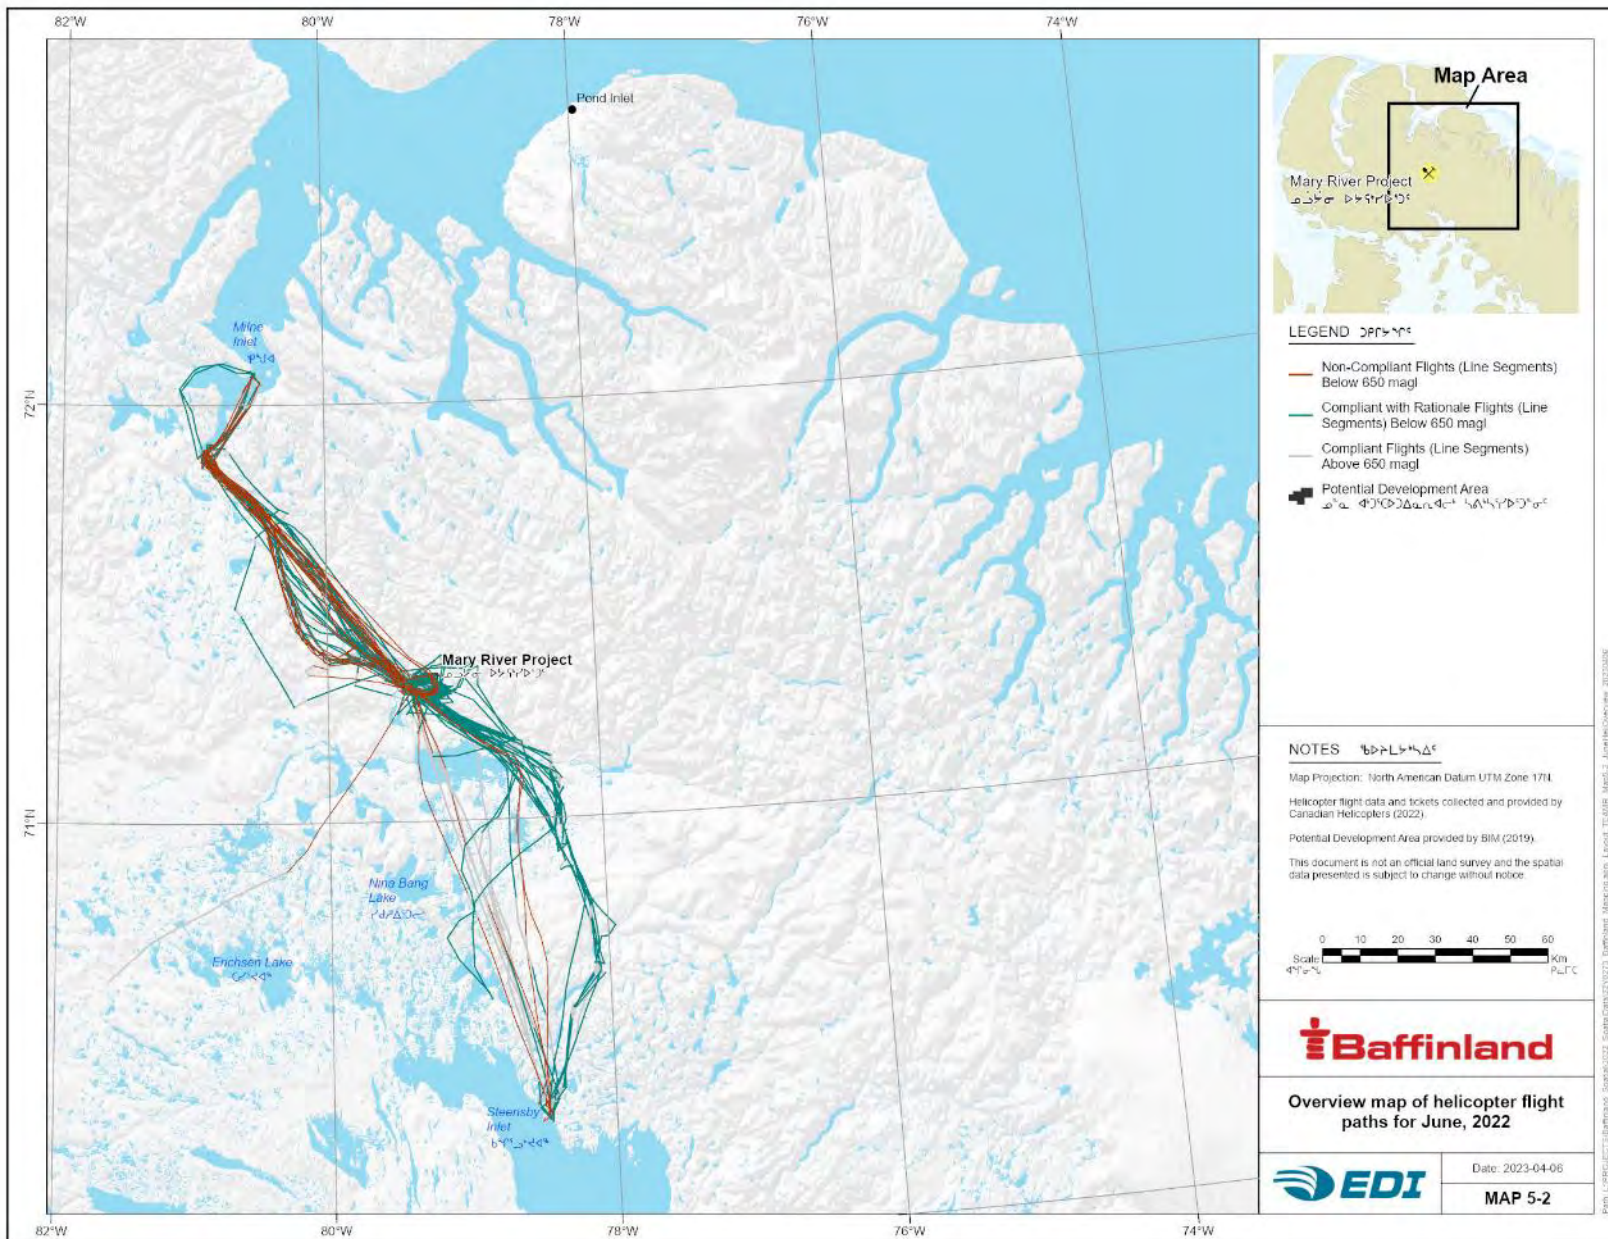 82°W
80°W
78°W
76°W
74°W
Pond Inlet
Milne
Inlet
72°N
Mary River Project
71°N
Nina Bang
Lake
Erichsen Lake
Steensby
Inlet
82°W
80°W
78°W
76°W
74°W
Map Area
Mary River Project
LEGEND
Non-Compliant Flights (Line Segments)
Below 650 magl
Compliant with Rationale Flights (Line
Segments) Below 650 magl
Compliant Flights (Line Segments)
Above 650 magl
Potential Development Area
NOTES
Map Projection: North American Datum UTM Zone 17N.
Helicopter flight data and tickets collected and provided by
Canadian Helicopters (2022).
Potential Development Area provided by BIM (2019).
This document is not an official land survey and the spatial
data presented is subject to change without notice.
0 10 20 30 40 50 60
Scale
Km
Baffinland
Overview map of helicopter flight
paths for June, 2022
EDI
Date: 2023-04-06
MAP 5-2